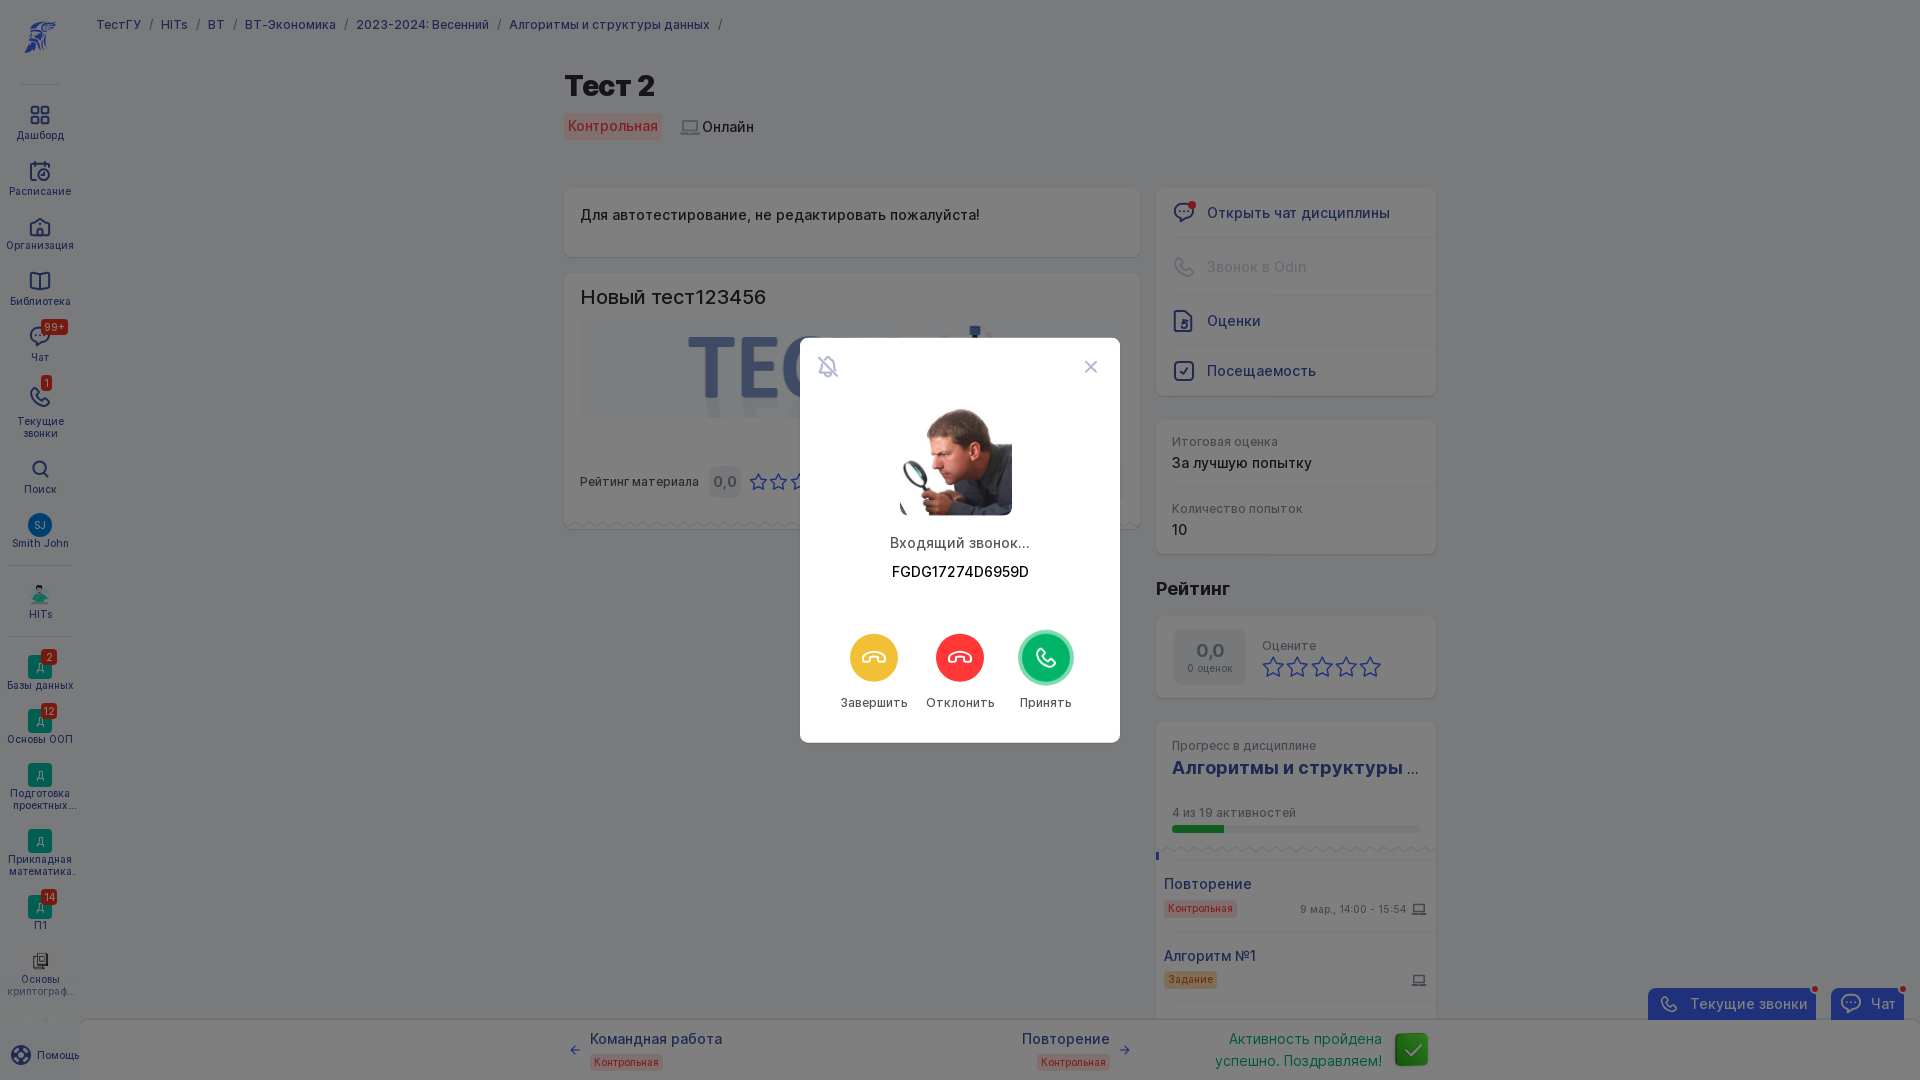 ТестГУ / HITs / ВТ / ВТ-Экономика / 2023-2024: Весенний / Алгоритмы и структуры данных /
Тест 2
Контрольная
Онлайн
Дашборд
Расписание
Организация
Библиотека
99+
Чат
1
Текущие
звонки
Поиск
SJ
Smith John
HITs
2
Д
Базы данных
12
Д
Основы ООП
Д
Подготовка
проектных...
Д
Прикладная
математика.
14
Д
П1
Основы
криптограф...
Помощь
Для автотестирование, не редактировать пожалуйста!
Новый тест123456
Рейтинг материала 0,0
Входящий звонок...
FGDG17274D6959D
Завершить
Отклонить
Принять
Открыть чат дисциплины
Звонок в Odin
Оценки
Посещаемость
Итоговая оценка
За лучшую попытку
Количество попыток
10
Рейтинг
0,0
0 оценок
Оцените
Прогресс в дисциплине
Алгоритмы и структуры ...
4 из 19 активностей
Повторение
Контрольная
9 мар., 14:00 - 15:54
Алгоритм №1
Задание
Текущие звонки
Чат
Командная работа
Контрольная
Повторение
Контрольная
Активность пройдена
успешно. Поздравляем!